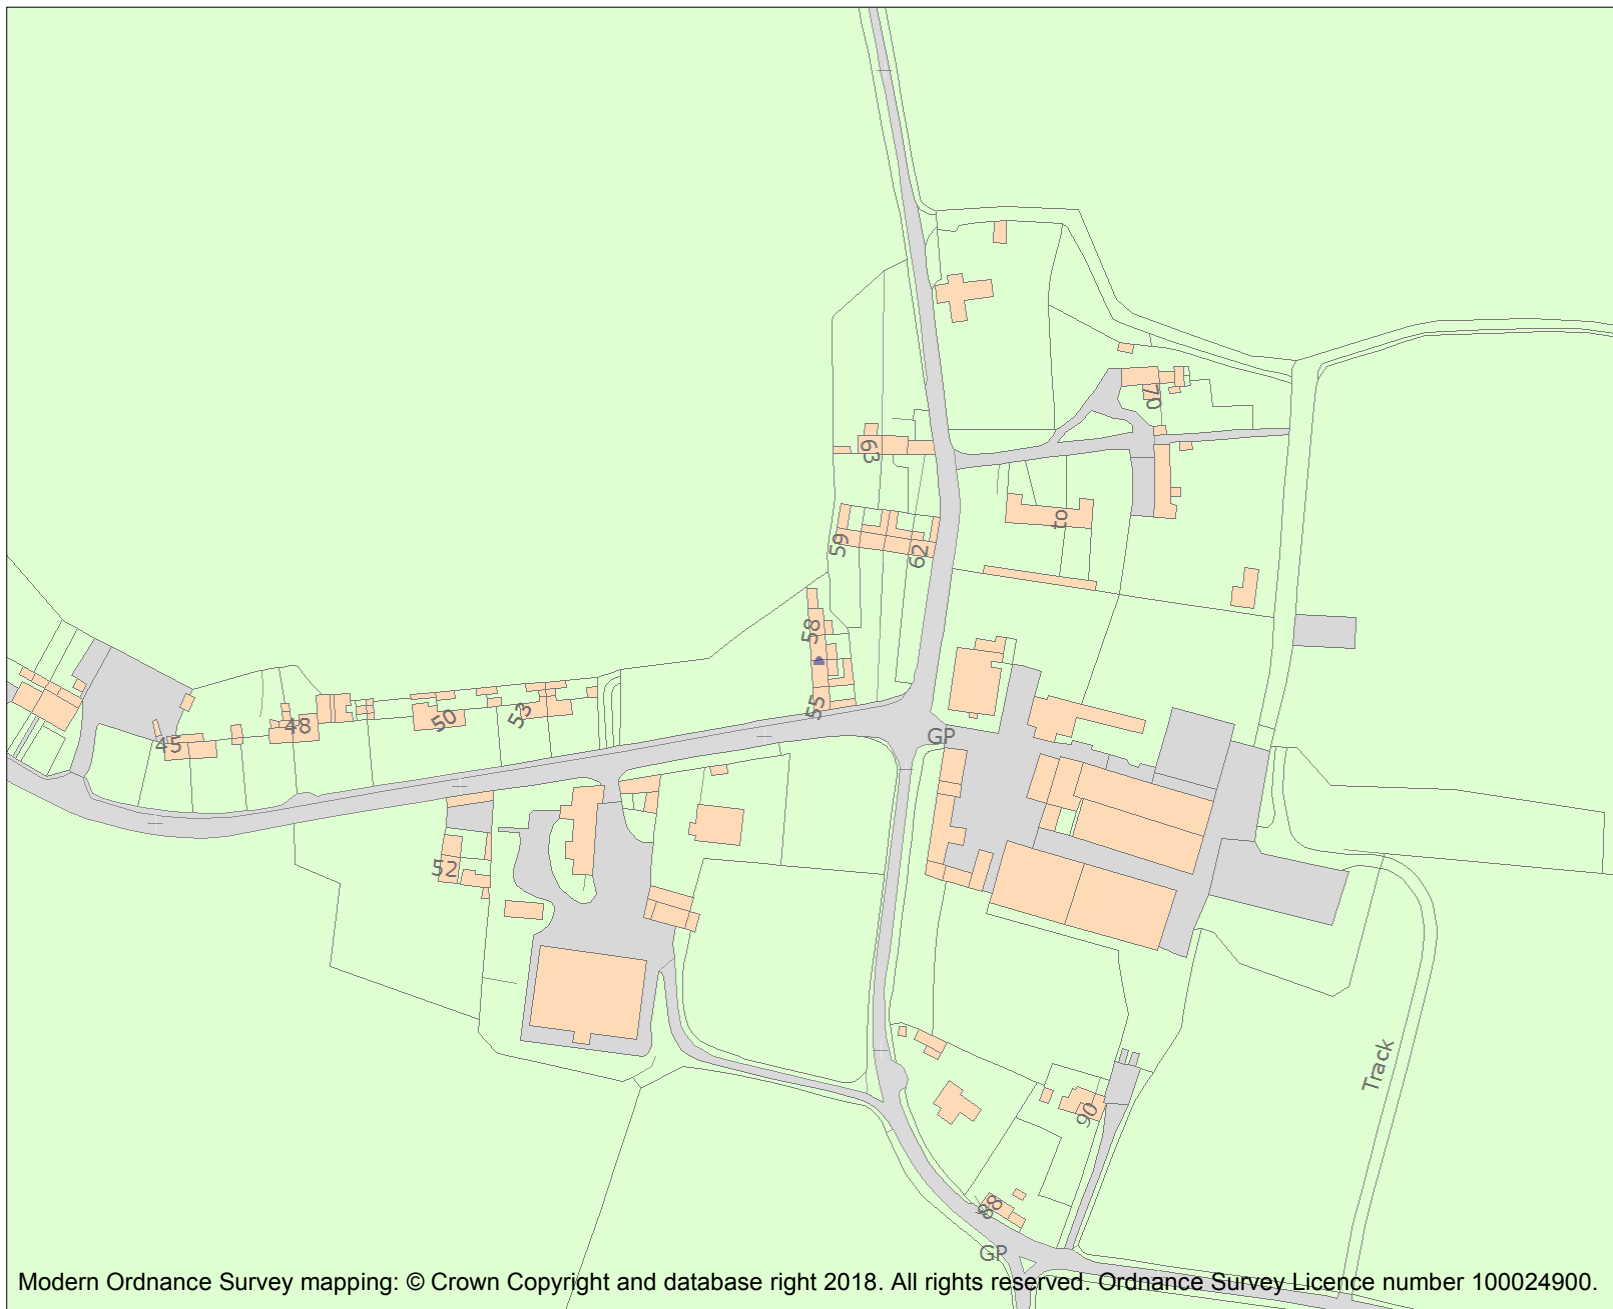 70
63
to
59
62
58
55
GP
50
53
48
45
52
90
88
Track
GP
Modern Ordnance Survey mapping: © Crown Copyright and database right 2018. All rights reserved. Ordnance Survey Licence number 100024900.